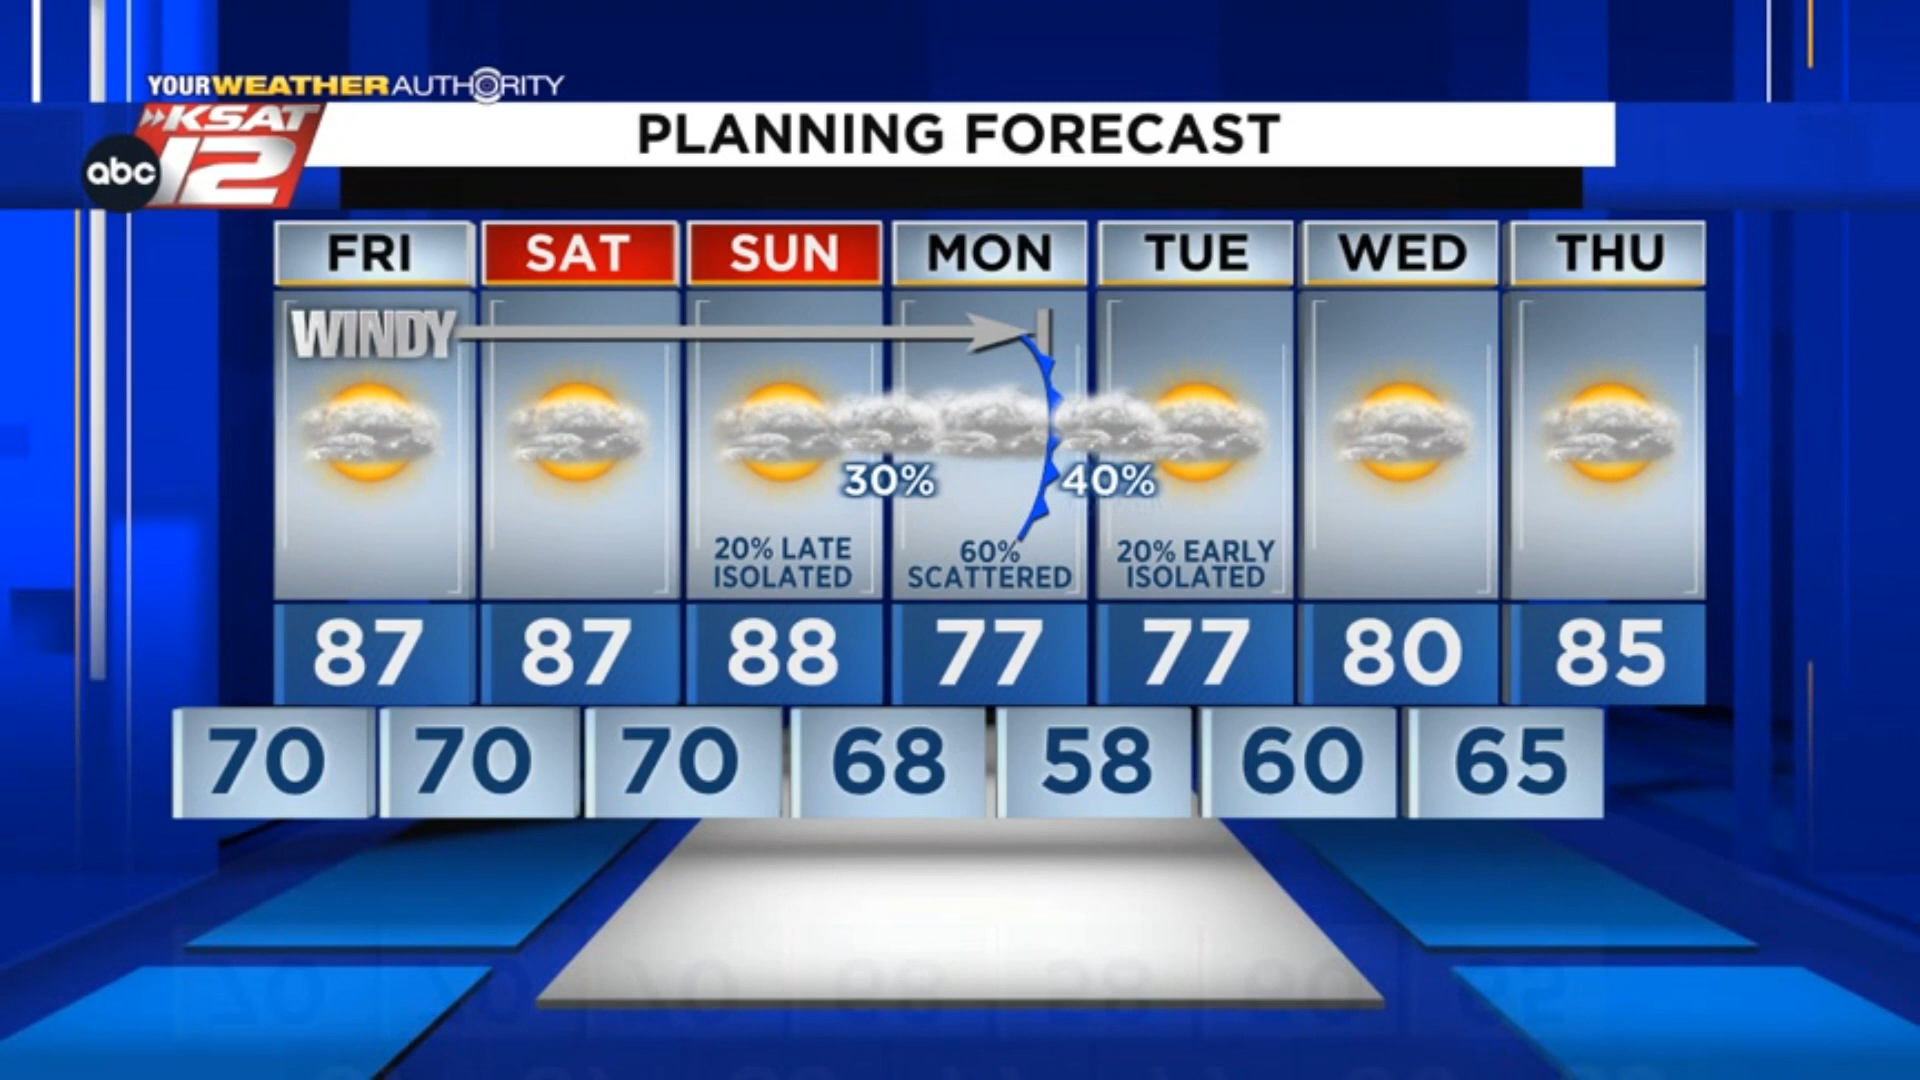 YOURWEATHERAUTHORITY
KSAT
abc 12
PLANNING FORECAST
FRI SAT SUN MON TUE WED THU
WINDY
30% 40%
20% LATE 60% 20% EARLY
ISOLATED SCATTERED ISOLATED
87 87 88 77 77 80 85
70 70 70 68 58 60 65